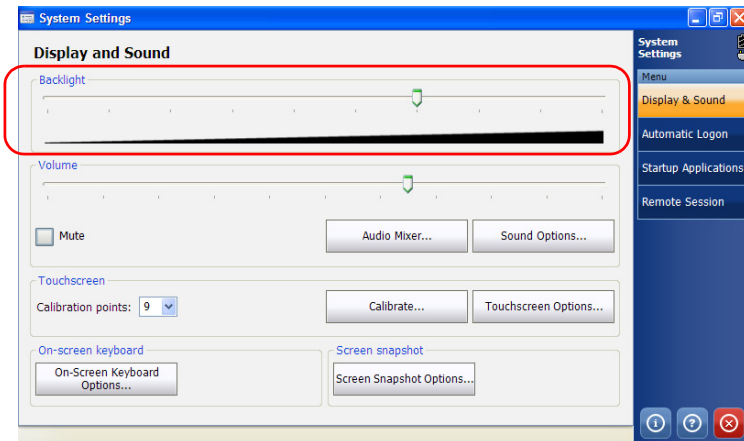 System Settings
Display and Sound
Backlight
Volume
Mute
Audio Mixer...
Sound Options...
Touchscreen
Calibration points:
9
Calibrate...
Touchscreen Options...
On-screen keyboard
On-Screen Keyboard
Options...
Screen snapshot
Screen Snapshot Options...
System
Settings
Menu
Display & Sound
Automatic Logon
Startup Applications
Remote Session